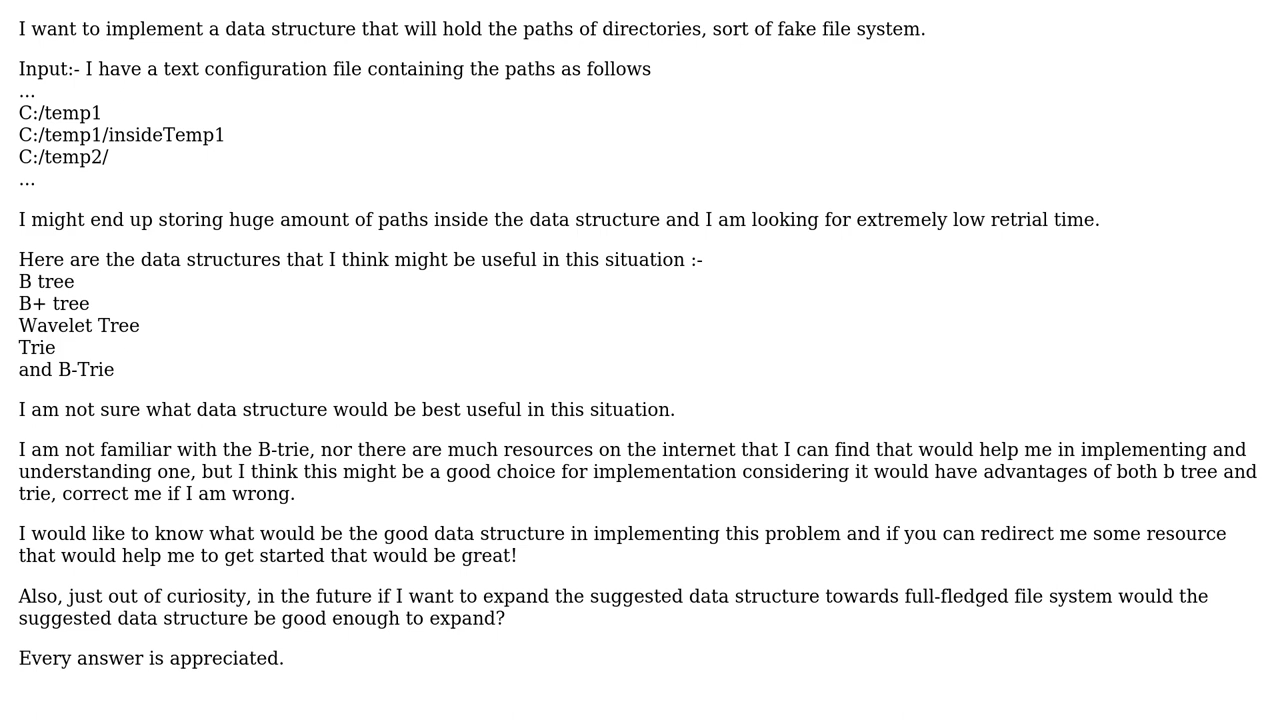 I want to implement a data structure that will hold the paths of directories, sort of fake file system.
Input:- I have a text configuration file containing the paths as follows
...
C:/temp1
C:/temp1/insideTemp1
C:/temp2/
...
I might end up storing huge amount of paths inside the data structure and I am looking for extremely low retrial time.
Here are the data structures that I think might be useful in this situation :-
B tree
B+ tree
Wavelet Tree
Trie
and B-Trie
I am not sure what data structure would be best useful in this situation.
I am not familiar with the B-trie, nor there are much resources on the internet that I can find that would help me in implementing and
understanding one, but I think this might be a good choice for implementation considering it would have advantages of both b tree and
trie, correct me if I am wrong.
I would like to know what would be the good data structure in implementing this problem and if you can redirect me some resource
that would help me to get started that would be great!
Also, just out of curiosity, in the future if I want to expand the suggested data structure towards full-fledged file system would the
suggested data structure be good enough to expand?
Every answer is appreciated.